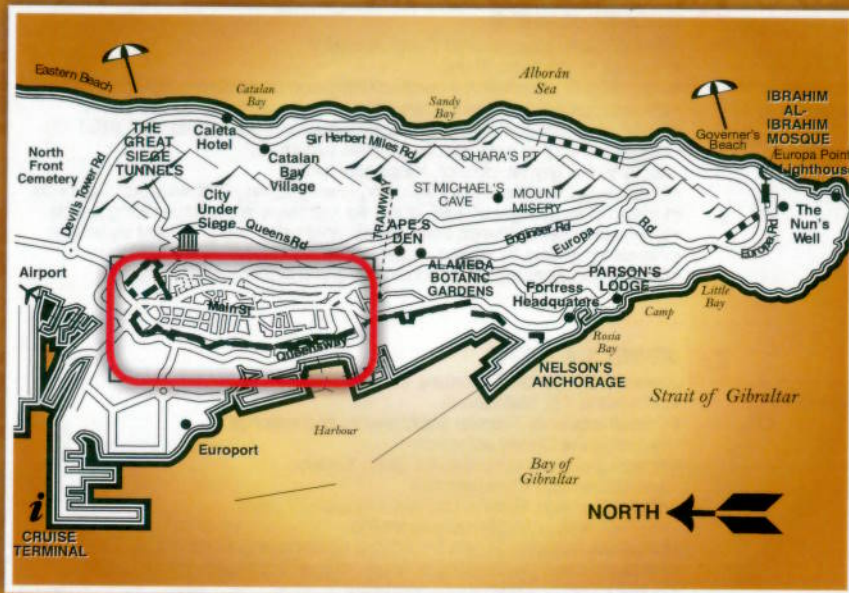 Eastern Beach
Catalan
Bay
Sandy
Bay
Alborán
Sea
Governer's
Beach
IBRAHIM
AL-
IBRAHIM
MOSQUE
Europa Point
Lighthouse
North
Front
Cemetery
Devil's Tower Rd
THE
GREAT
SIEGE
TUNNELS
Caleta
Hotel
Catalan
Bay
Village
Sir Herbert Miles Rd
OHARA'S PT
City
Under
Siege
TRAMWAY
ST MICHAEL'S
CAVE
MOUNT
MISERY
The
Nun's
Well
Queens Rd
APE'S
DEN
Engineer Rd
Europa Rd
Europa Rd
Airport
Main St
ALAMEDA
BOTANIC
GARDENS
Fortress
Headquaters
PARSON'S
LODGE
Little
Bay
Camp
Rosia
Bay
Queensway
NELSON'S
ANCHORAGE
Strait of Gibraltar
Harbour
Europort
Bay of
Gibraltar
NORTH
i
CRUISE
TERMINAL